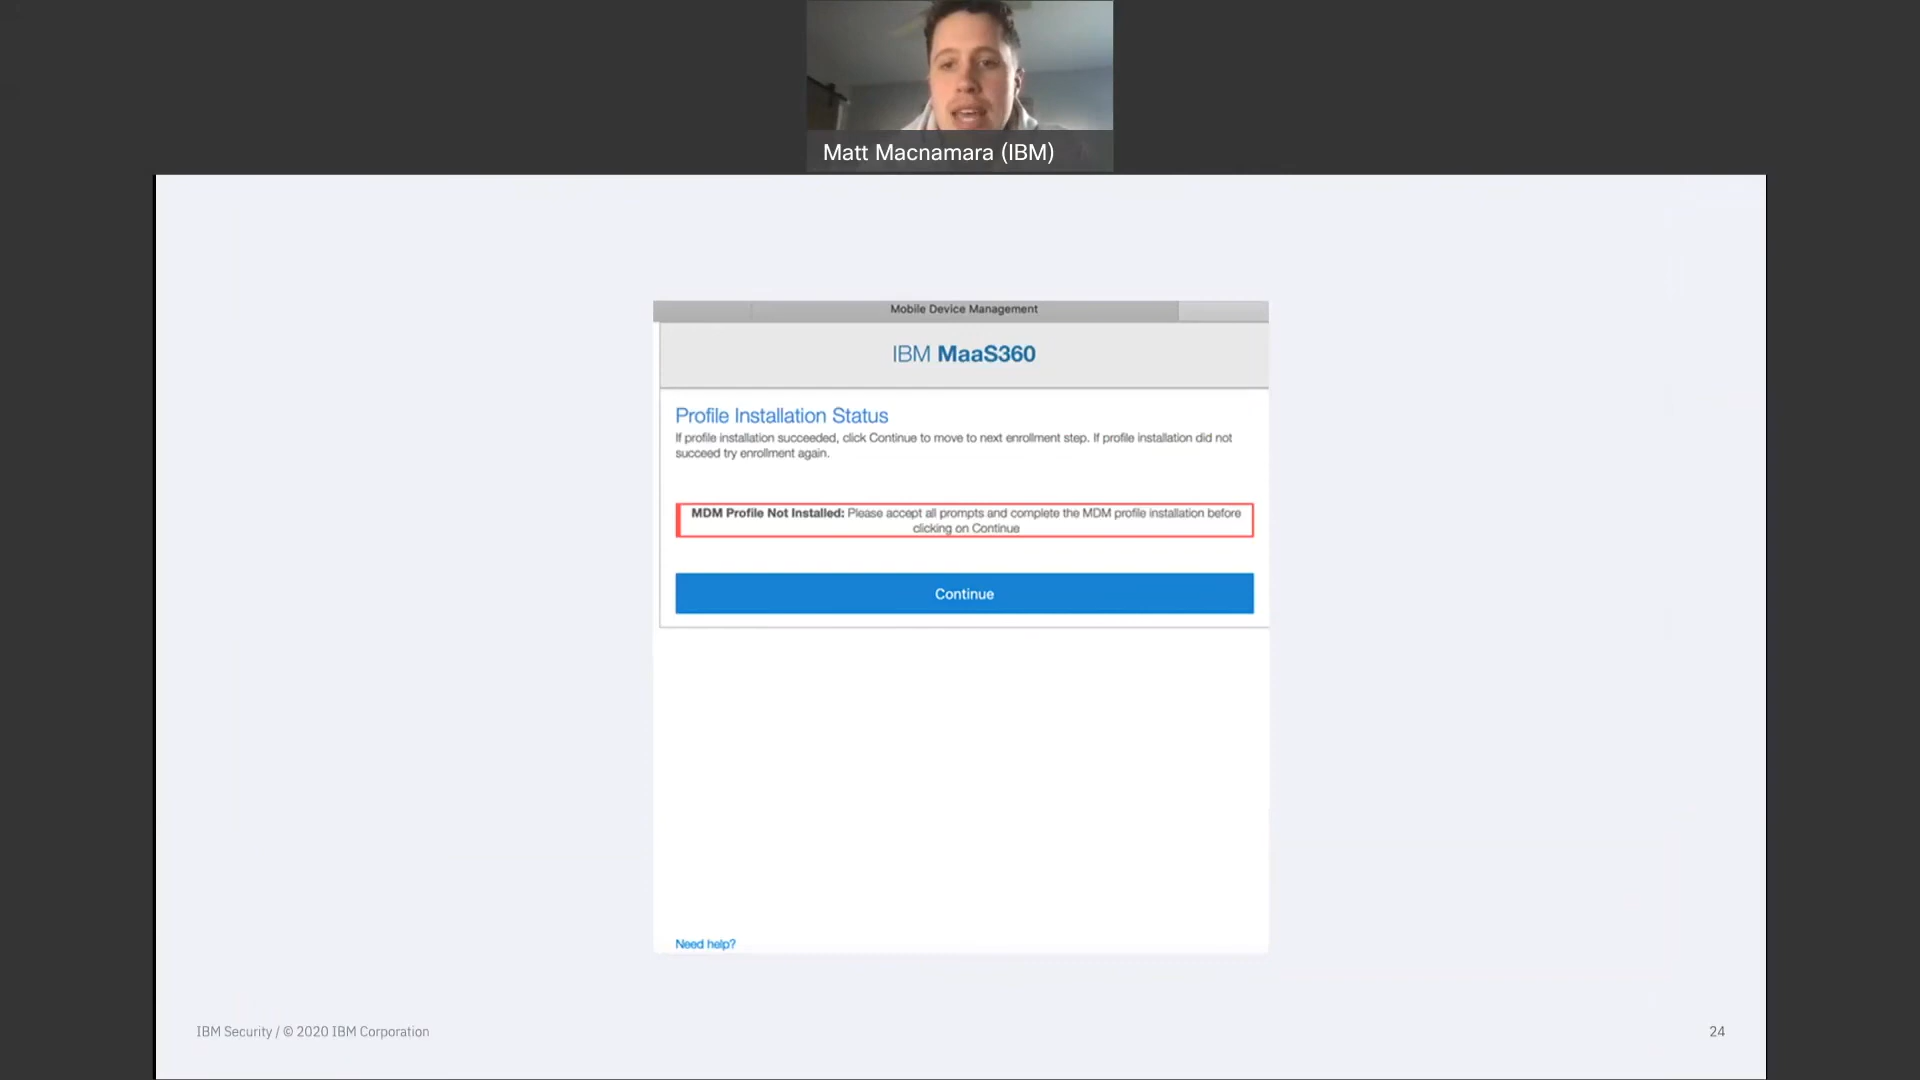 Matt Macnamara (IBM)
Mobile Device Management
IBM MaaS360
Profile Installation Status
If profile installation succeeded, click Continue to move to next enrollment step. If profile installation did not
succeed try enrollment again.
MDM Profile Not Installed: Please accept all prompts and complete the MDM profile installation before
clicking on Continue
Continue
Need help?
IBM Security / © 2020 IBM Corporation
24